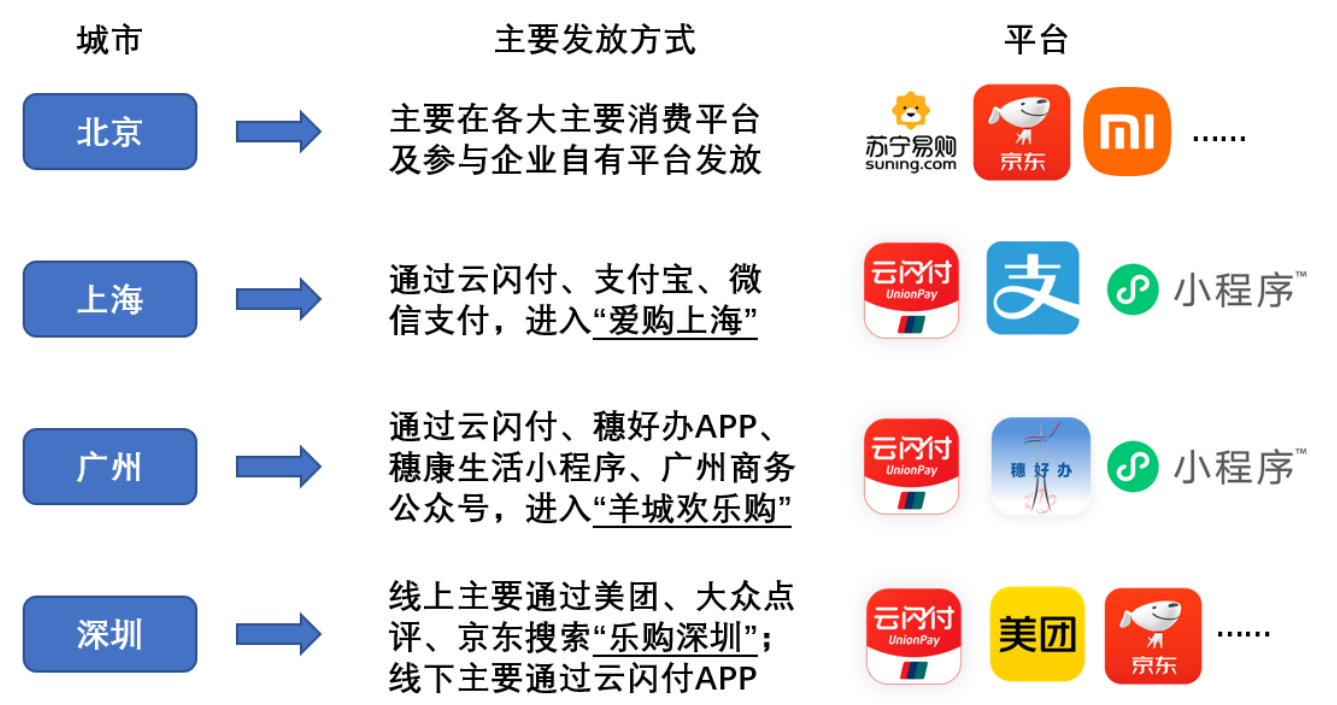 城市 主要发放方式 平台
北京 主要在各大主要消费平台
及参与企业自有平台发放
苏宁易购
suning.com
京东
mi
......
上海 通过云闪付、支付宝、微
信支付，进入“爱购上海”
云闪付
UnionPay
支
小程序™
广州 通过云闪付、穗好办APP、
穗康生活小程序、广州商务
公众号，进入“羊城欢乐购”
云闪付
UnionPay
穗好办
小程序™
深圳 线上主要通过美团、大众点
评、京东搜索“乐购深圳”；
线下主要通过云闪付APP
云闪付
UnionPay
美团
京东
......